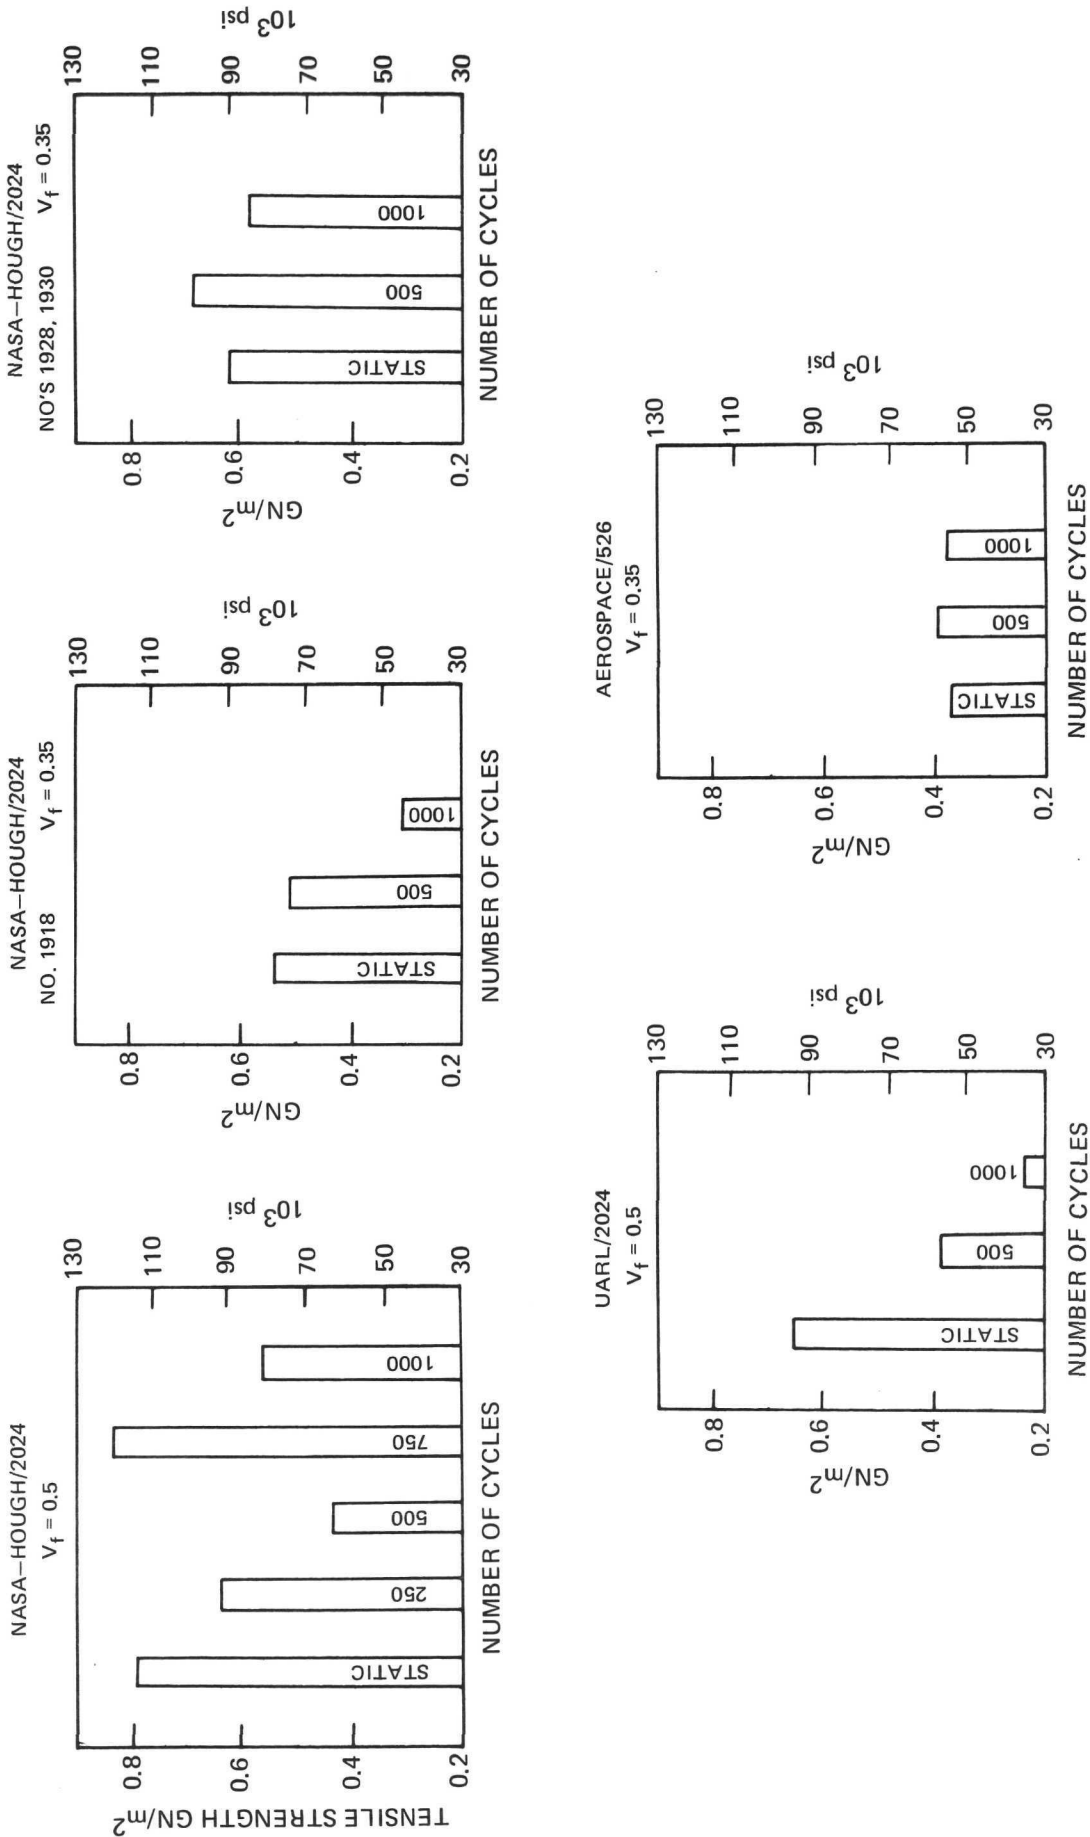 NASA—HOUGH/2024
Vf = 0.5
TENSILE STRENGTH GN/m²
0.8
0.6
0.4
0.2
STATIC
250
500
750
1000
130
110
90
70
50
30
10³ psi
NUMBER OF CYCLES
NASA—HOUGH/2024
NO. 1918 Vf = 0.35
GN/m²
0.8
0.6
0.4
0.2
STATIC
500
1000
130
110
90
70
50
30
10³ psi
NUMBER OF CYCLES
NASA—HOUGH/2024
NO'S 1928, 1930 Vf = 0.35
GN/m²
0.8
0.6
0.4
0.2
STATIC
500
1000
130
110
90
70
50
30
10³ psi
NUMBER OF CYCLES
UARL/2024
Vf = 0.5
GN/m²
0.8
0.6
0.4
0.2
STATIC
500
1000
130
110
90
70
50
30
10³ psi
NUMBER OF CYCLES
AEROSPACE/526
Vf = 0.35
GN/m²
0.8
0.6
0.4
0.2
STATIC
500
1000
130
110
90
70
50
30
10³ psi
NUMBER OF CYCLES